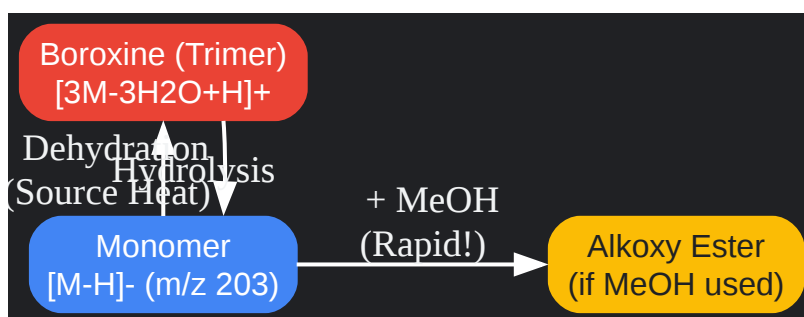 Boroxine (Trimer)
[3M-3H2O+H]+
Dehydration
(Source Heat)
Hydrolysis
+ MeOH
(Rapid!)
Monomer
[M-H]- (m/z 203)
Alkoxy Ester
(if MeOH used)